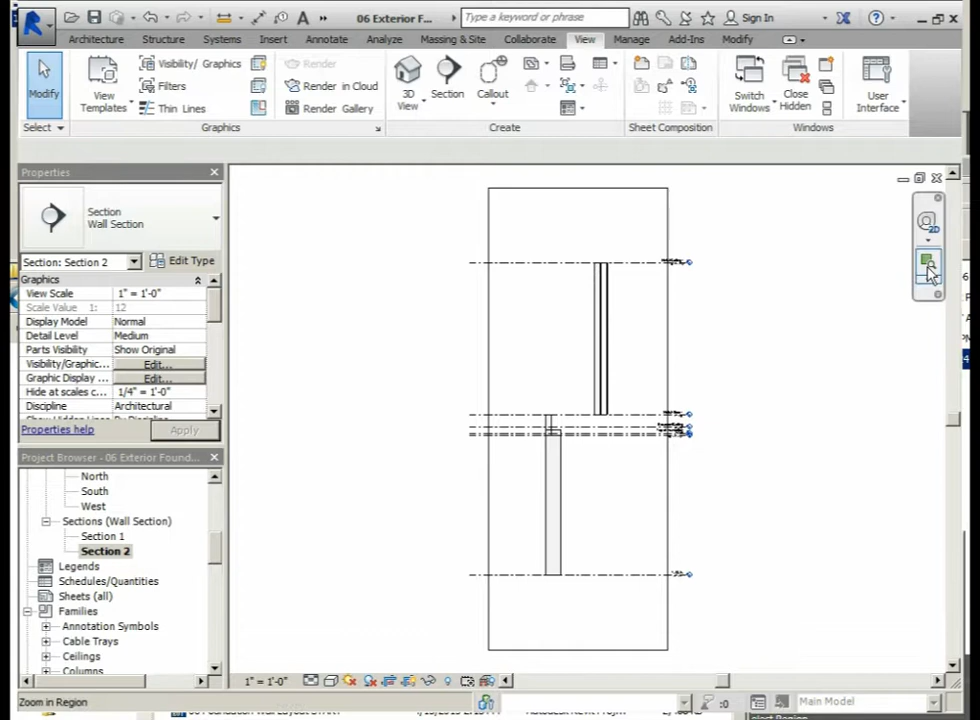 06 Exterior F...
Type a keyword or phrase
Sign In
Architecture Structure Systems Insert Annotate Analyze Massing & Site Collaborate View Manage Add-Ins Modify
Modify
View Templates
Visibility/ Graphics
Filters
Thin Lines
Render
Render in Cloud
Render Gallery
3D View
Section
Callout
Switch Windows
Close Hidden
User Interface
Select
Graphics
Create
Sheet Composition
Windows
Properties
Section
Wall Section
Section: Section 2
Edit Type
Graphics
View Scale 1" = 1'-0"
Scale Value 1: 12
Display Model Normal
Detail Level Medium
Parts Visibility Show Original
Visibility/Graphic... Edit...
Graphic Display ... Edit...
Hide at scales c... 1/4" = 1'-0"
Discipline Architectural
Properties help
Apply
Project Browser - 06 Exterior Found...
North
South
West
Sections (Wall Section)
Section 1
Section 2
Legends
Schedules/Quantities
Sheets (all)
Families
Annotation Symbols
Cable Trays
Ceilings
Columns
2D
1" = 1'-0"
Zoom in Region
:0
Main Model